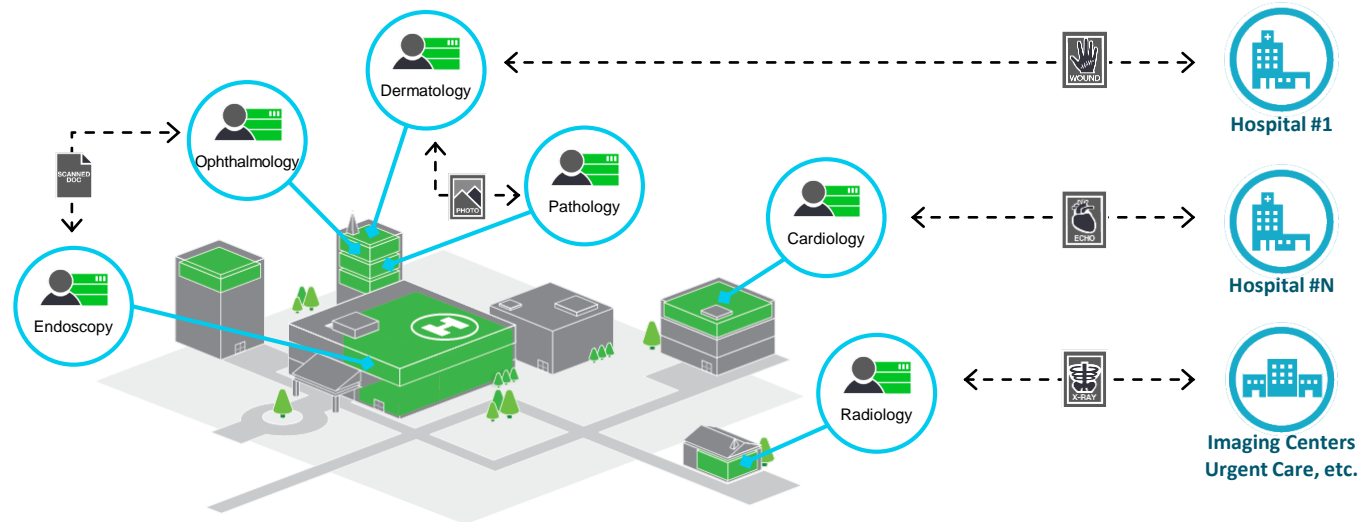 Dermatology
WOUND
Hospital #1
Ophthalmology
SCANNED
DOC
PHOTO
Pathology
Cardiology
ECHO
Hospital #N
Endoscopy
H
Radiology
X-RAY
Imaging Centers
Urgent Care, etc.